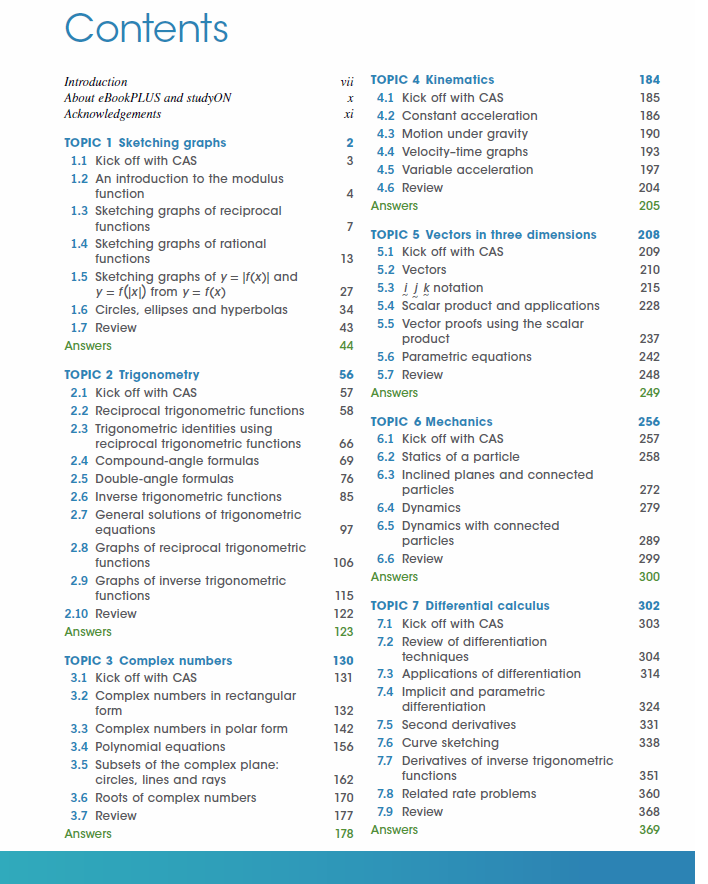 Contents
Introduction vii
About eBookPLUS and studyON x
Acknowledgements xi
TOPIC 1 Sketching graphs 2
1.1 Kick off with CAS 3
1.2 An introduction to the modulus
function 4
1.3 Sketching graphs of reciprocal
functions 7
1.4 Sketching graphs of rational
functions 13
1.5 Sketching graphs of y = |f(x)| and
y = f(|x|) from y = f(x) 27
1.6 Circles, ellipses and hyperbolas 34
1.7 Review 43
Answers 44
TOPIC 2 Trigonometry 56
2.1 Kick off with CAS 57
2.2 Reciprocal trigonometric functions 58
2.3 Trigonometric identities using
reciprocal trigonometric functions 66
2.4 Compound-angle formulas 69
2.5 Double-angle formulas 76
2.6 Inverse trigonometric functions 85
2.7 General solutions of trigonometric
equations 97
2.8 Graphs of reciprocal trigonometric
functions 106
2.9 Graphs of inverse trigonometric
functions 115
2.10 Review 122
Answers 123
TOPIC 3 Complex numbers 130
3.1 Kick off with CAS 131
3.2 Complex numbers in rectangular
form 132
3.3 Complex numbers in polar form 142
3.4 Polynomial equations 156
3.5 Subsets of the complex plane:
circles, lines and rays 162
3.6 Roots of complex numbers 170
3.7 Review 177
Answers 178
TOPIC 4 Kinematics 184
4.1 Kick off with CAS 185
4.2 Constant acceleration 186
4.3 Motion under gravity 190
4.4 Velocity–time graphs 193
4.5 Variable acceleration 197
4.6 Review 204
Answers 205
TOPIC 5 Vectors in three dimensions 208
5.1 Kick off with CAS 209
5.2 Vectors 210
5.3 i j k notation 215
5.4 Scalar product and applications 228
5.5 Vector proofs using the scalar
product 237
5.6 Parametric equations 242
5.7 Review 248
Answers 249
TOPIC 6 Mechanics 256
6.1 Kick off with CAS 257
6.2 Statics of a particle 258
6.3 Inclined planes and connected
particles 272
6.4 Dynamics 279
6.5 Dynamics with connected
particles 289
6.6 Review 299
Answers 300
TOPIC 7 Differential calculus 302
7.1 Kick off with CAS 303
7.2 Review of differentiation
techniques 304
7.3 Applications of differentiation 314
7.4 Implicit and parametric
differentiation 324
7.5 Second derivatives 331
7.6 Curve sketching 338
7.7 Derivatives of inverse trigonometric
functions 351
7.8 Related rate problems 360
7.9 Review 368
Answers 369